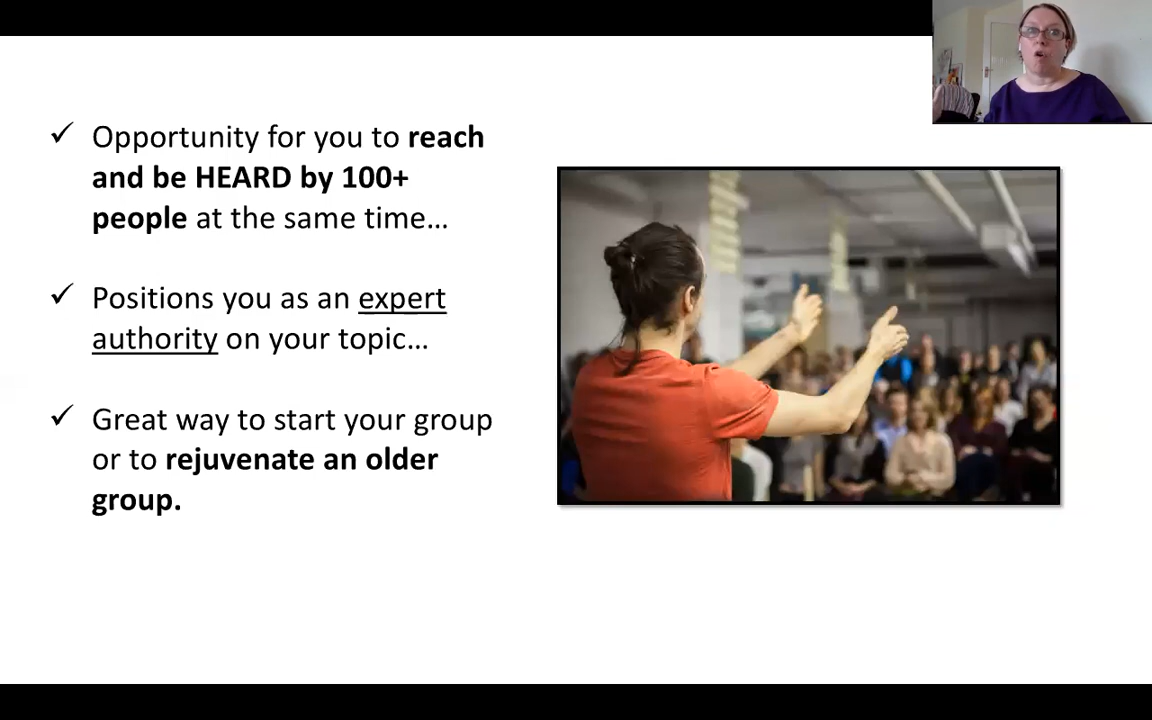 ✓ Opportunity for you to reach
and be HEARD by 100+
people at the same time…
✓ Positions you as an expert
authority on your topic…
✓ Great way to start your group
or to rejuvenate an older
group.